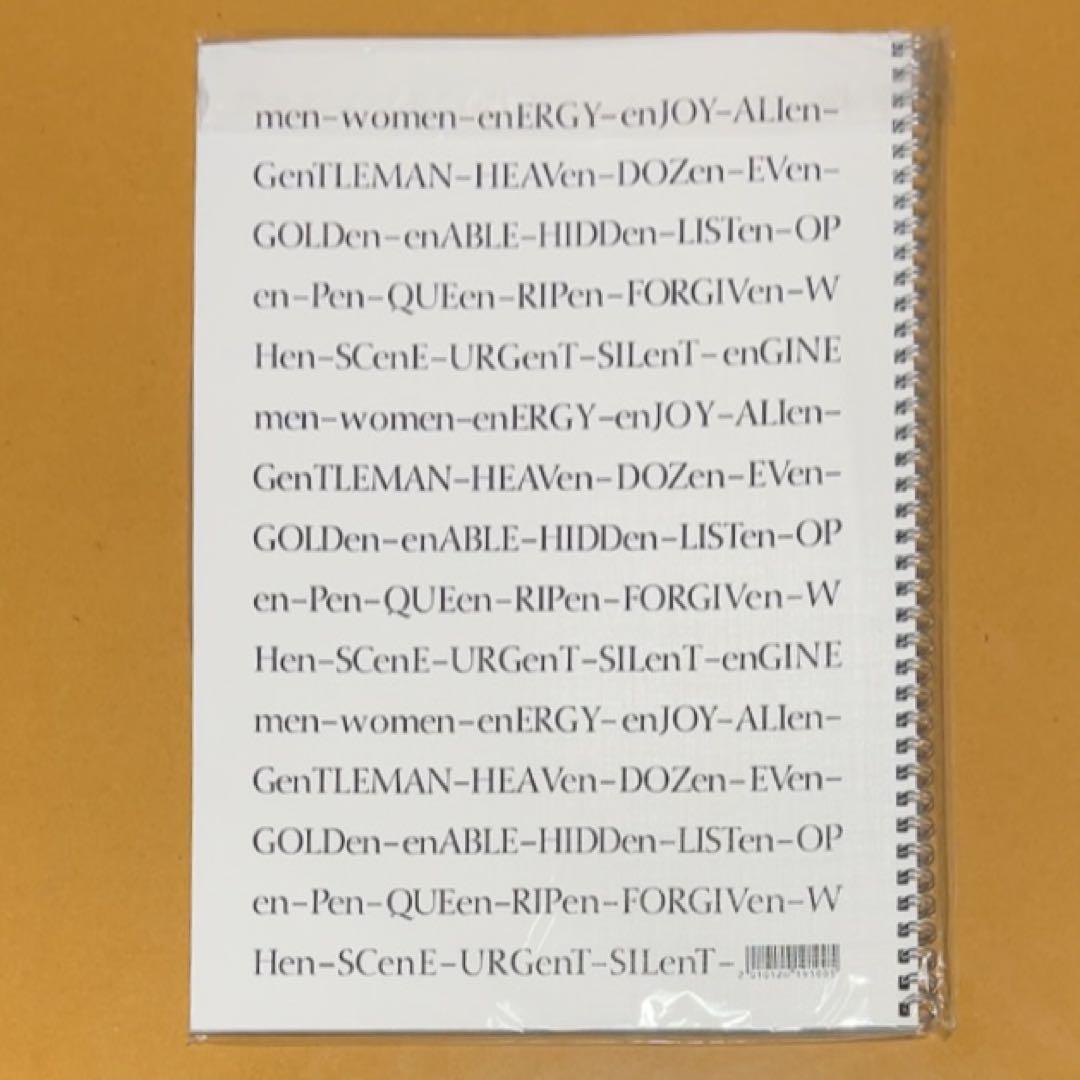 men-women-enERGY-enJOY-ALIen-
GenTLEMAN-HEAVen-DOZen-EVen-
GOLDen-enABLE-HIDDen-LISTen-OP
en-Pen-QUEen-RIPen-FORGIVen-W
Hen-SCenE-URGenT-SILenT-enGINE
men-women-enERGY-enJOY-ALIen-
GenTLEMAN-HEAVen-DOZen-EVen-
GOLDen-enABLE-HIDDen-LISTen-OP
en-Pen-QUEen-RIPen-FORGIVen-W
Hen-SCenE-URGenT-SILenT-enGINE
men-women-enERGY-enJOY-ALIen-
GenTLEMAN-HEAVen-DOZen-EVen-
GOLDen-enABLE-HIDDen-LISTen-OP
en-Pen-QUEen-RIPen-FORGIVen-W
Hen-SCenE-URGenT-SILenT-